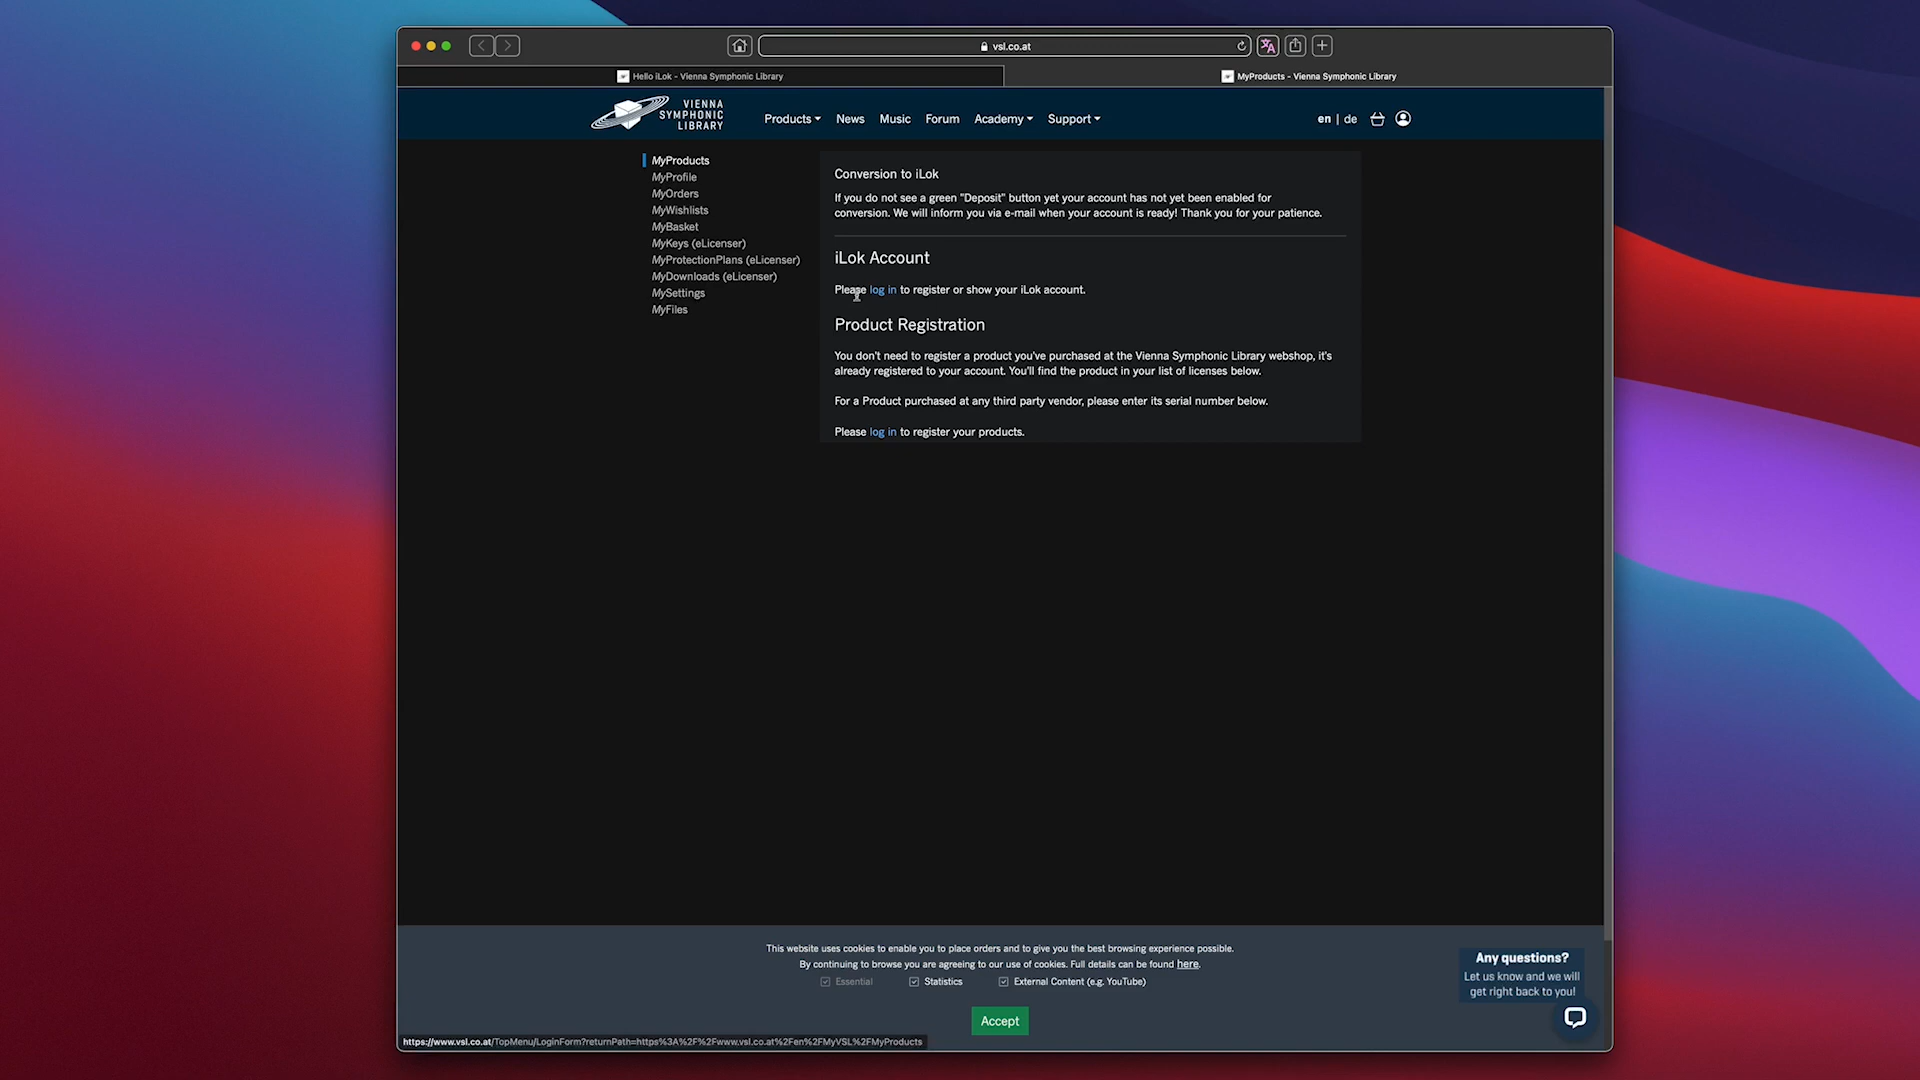 vsl.co.at
Hello iLok - Vienna Symphonic Library
MyProducts - Vienna Symphonic Library
VIENNA
SYMPHONIC
LIBRARY
Products
News
Music
Forum
Academy
Support
en | de
MyProducts
MyProfile
MyOrders
MyWishlists
MyBasket
MyKeys (eLicenser)
MyProtectionPlans (eLicenser)
MyDownloads (eLicenser)
MySettings
MyFiles
Conversion to iLok
If you do not see a green "Deposit" button yet your account has not yet been enabled for
conversion. We will inform you via e-mail when your account is ready! Thank you for your patience.
iLok Account
Please log in to register or show your iLok account.
Product Registration
You don't need to register a product you've purchased at the Vienna Symphonic Library webshop, it's
already registered to your account. You'll find the product in your list of licenses below.
For a Product purchased at any third party vendor, please enter its serial number below.
Please log in to register your products.
This website uses cookies to enable you to place orders and to give you the best browsing experience possible.
By continuing to browse you are agreeing to our use of cookies. Full details can be found here.
Essential
Statistics
External Content (e.g. YouTube)
Accept
Any questions?
Let us know and we will
get right back to you!
https://www.vsl.co.at/TopMenu/LoginForm?returnPath=https%3A%2F%2Fwww.vsl.co.at%2Fen%2FMyVSL%2FMyProducts